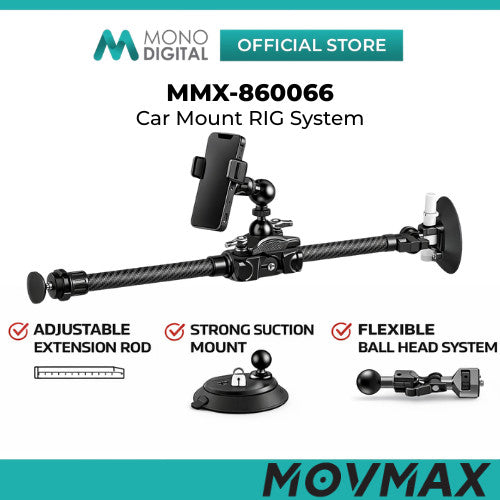 MONO
DIGITAL
OFFICIAL STORE
MMX-860066
Car Mount RIG System
ADJUSTABLE
EXTENSION ROD
STRONG SUCTION
MOUNT
FLEXIBLE
BALL HEAD SYSTEM
MOVMAX